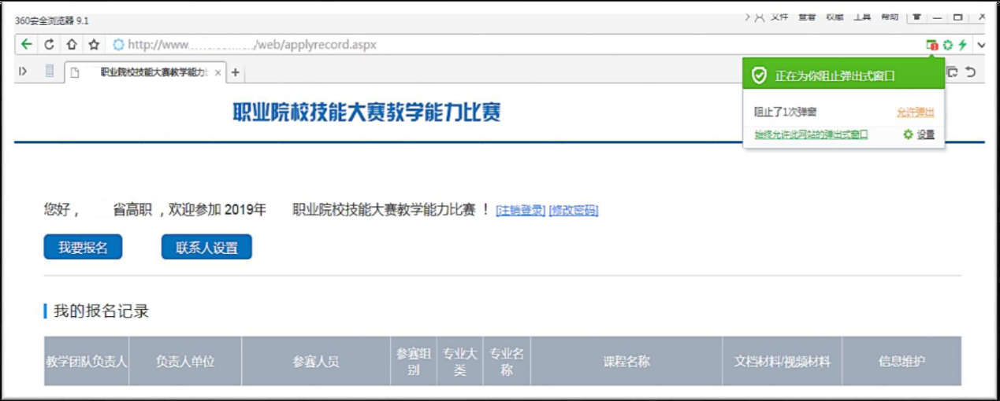 360安全浏览器 9.1
文件 查看 收藏 工具 帮助
http://www. /web/applyrecord.aspx
职业院校技能大赛教学能力比
正在为你阻止弹出式窗口
阻止了1次弹窗 允许弹出
始终允许此网站的弹出式窗口 设置
职业院校技能大赛教学能力比赛
您好， 省高职 ，欢迎参加 2019年 职业院校技能大赛教学能力比赛 ！ [注销登录] [修改密码]
我要报名 联系人设置
我的报名记录
教学团队负责人 负责人单位 参赛人员 参赛组别 专业大类 专业名称 课程名称 文档材料/视频材料 信息维护